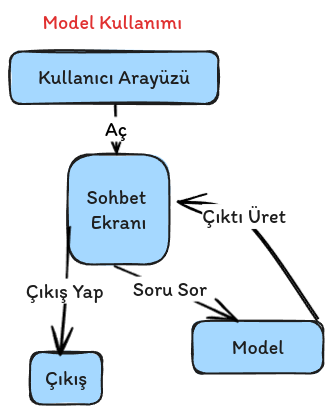 Model Kullanımı
Kullanıcı Arayüzü
Aç
Sohbet
Ekranı
Çıktı Üret
Çıkış Yap
Soru Sor
Model
Çıkış